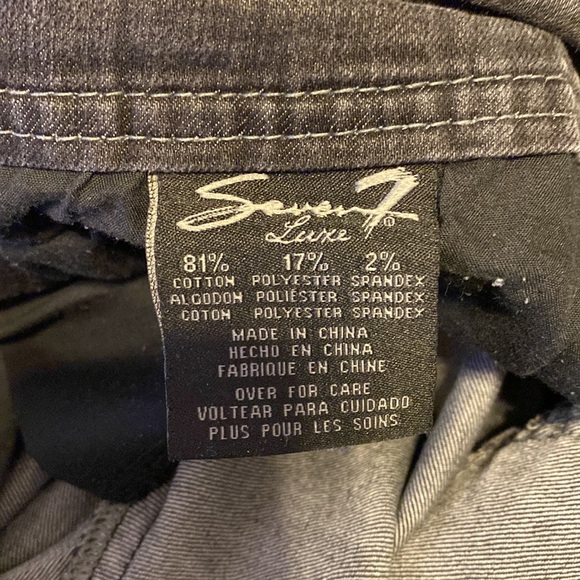 Seven7®
Luxe
81% 17% 2%
COTTON POLYESTER SPANDEX
ALGODON POLIÉSTER SPANDEX
COTON POLYESTER SPANDEX
MADE IN CHINA
HECHO EN CHINA
FABRIQUE EN CHINE
OVER FOR CARE
VOLTEAR PARA CUIDADO
PLUS POUR LES SOINS